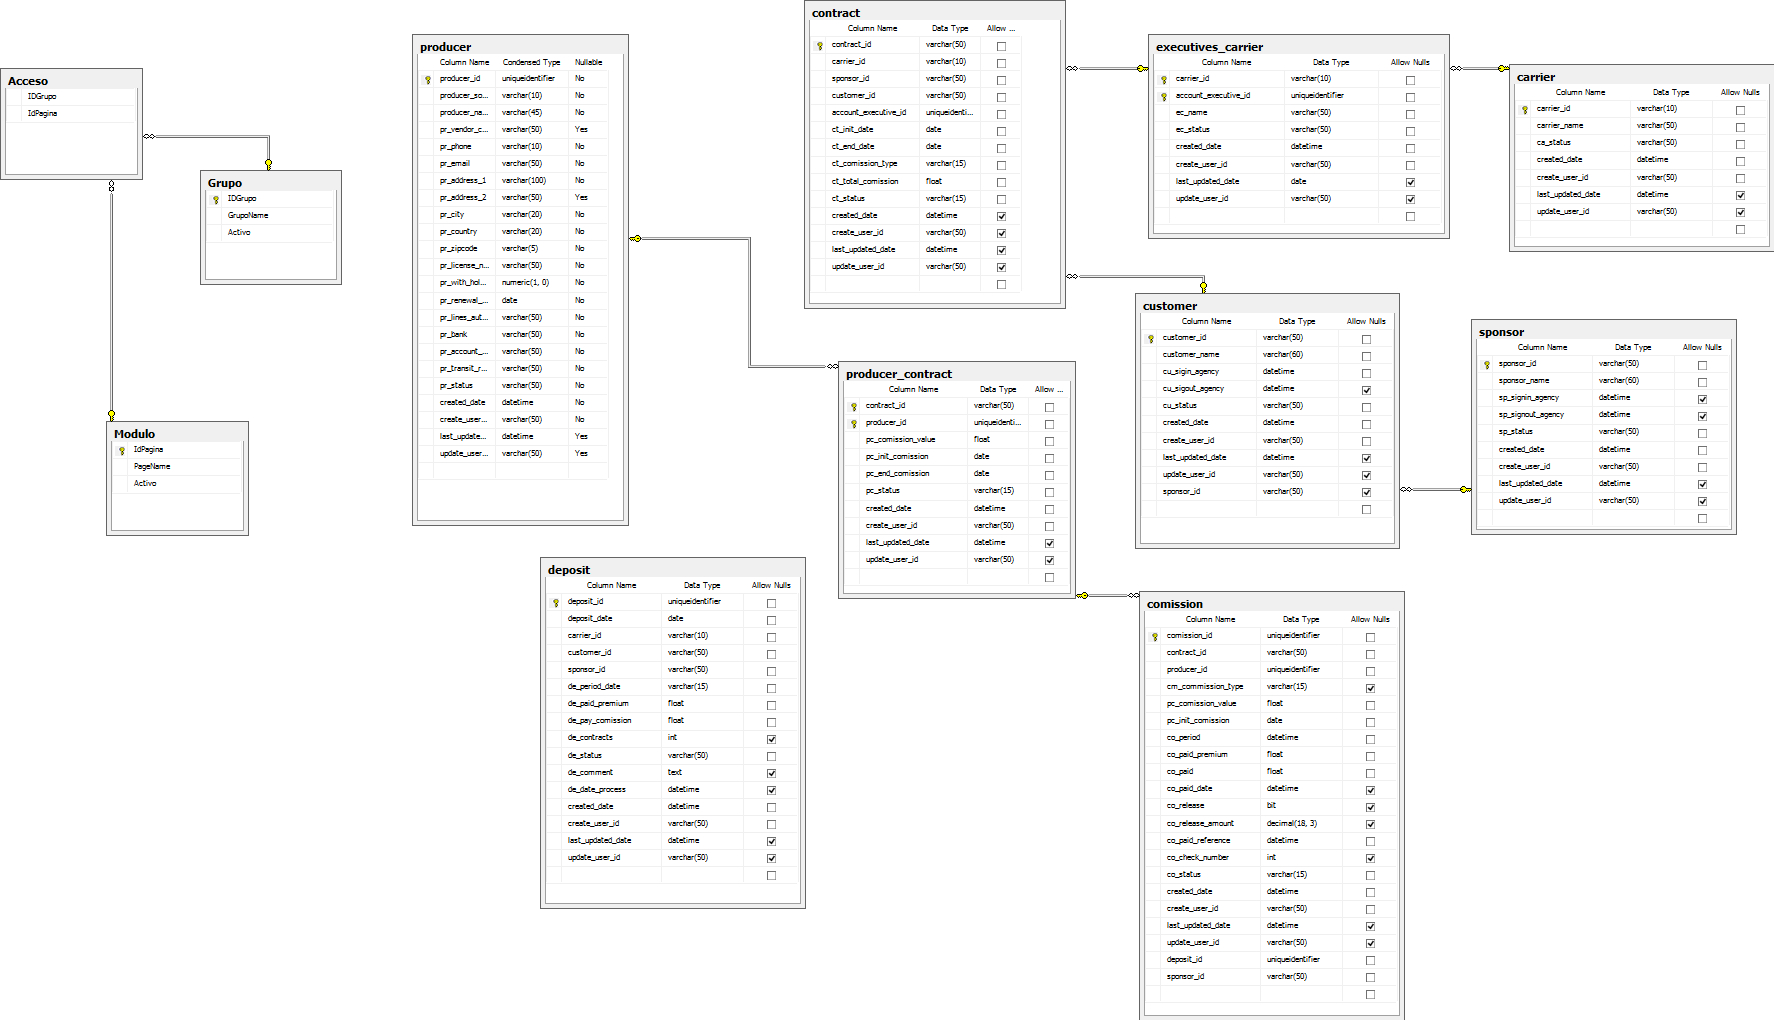 Acceso
IDGrupo
IdPagina
Grupo
IDGrupo
GrupoName
Activo
Modulo
IdPagina
PageName
Activo
producer
Column Name Condensed Type Nullable
producer_id uniqueidentifier No
producer_so... varchar(10) No
producer_na... varchar(45) No
pr_vendor_c... varchar(50) Yes
pr_phone varchar(10) No
pr_email varchar(50) No
pr_address_1 varchar(100) No
pr_address_2 varchar(50) Yes
pr_city varchar(20) No
pr_country varchar(20) No
pr_zipcode varchar(5) No
pr_license_n... varchar(50) No
pr_with_hol... numeric(1, 0) No
pr_renewal_... date No
pr_lines_aut... varchar(50) No
pr_bank varchar(50) No
pr_account_... varchar(50) No
pr_transit_r... varchar(50) No
pr_status varchar(50) No
created_date datetime No
create_user... varchar(50) No
last_update... datetime Yes
update_user... varchar(50) Yes
contract
Column Name Data Type Allow ...
contract_id varchar(50)
carrier_id varchar(10)
sponsor_id varchar(50)
customer_id varchar(50)
account_executive_id uniqueidenti...
ct_init_date date
ct_end_date date
ct_comission_type varchar(15)
ct_total_comission float
ct_status varchar(15)
created_date datetime
create_user_id varchar(50)
last_updated_date datetime
update_user_id varchar(50)
executives_carrier
Column Name Data Type Allow Nulls
carrier_id varchar(10)
account_executive_id uniqueidentifier
ec_name varchar(50)
ec_status varchar(50)
created_date datetime
create_user_id varchar(50)
last_updated_date date
update_user_id varchar(50)
carrier
Column Name Data Type Allow Nulls
carrier_id varchar(10)
carrier_name varchar(50)
ca_status varchar(50)
created_date datetime
create_user_id varchar(50)
last_updated_date datetime
update_user_id varchar(50)
customer
Column Name Data Type Allow Nulls
customer_id varchar(50)
customer_name varchar(60)
cu_sigin_agency datetime
cu_sigout_agency datetime
cu_status varchar(50)
created_date datetime
create_user_id varchar(50)
last_updated_date datetime
update_user_id varchar(50)
sponsor_id varchar(50)
sponsor
Column Name Data Type Allow Nulls
sponsor_id varchar(50)
sponsor_name varchar(60)
sp_signin_agency datetime
sp_signout_agency datetime
sp_status varchar(50)
created_date datetime
create_user_id varchar(50)
last_updated_date datetime
update_user_id varchar(50)
producer_contract
Column Name Data Type Allow ...
contract_id varchar(50)
producer_id uniqueidenti...
pc_comission_value float
pc_init_comission date
pc_end_comission date
pc_status varchar(15)
created_date datetime
create_user_id varchar(50)
last_updated_date datetime
update_user_id varchar(50)
deposit
Column Name Data Type Allow Nulls
deposit_id uniqueidentifier
deposit_date date
carrier_id varchar(10)
customer_id varchar(50)
sponsor_id varchar(50)
de_period_date varchar(15)
de_paid_premium float
de_pay_comission float
de_contracts int
de_status varchar(50)
de_comment text
de_date_process datetime
created_date datetime
create_user_id varchar(50)
last_updated_date datetime
update_user_id varchar(50)
comission
Column Name Data Type Allow Nulls
comission_id uniqueidentifier
contract_id varchar(50)
producer_id uniqueidentifier
cm_commission_type varchar(15)
pc_comission_value float
pc_init_comission date
co_period datetime
co_paid_premium float
co_paid float
co_paid_date datetime
co_release bit
co_release_amount decimal(18, 3)
co_paid_reference datetime
co_check_number int
co_status varchar(15)
created_date datetime
create_user_id varchar(50)
last_updated_date datetime
update_user_id varchar(50)
deposit_id uniqueidentifier
sponsor_id varchar(50)